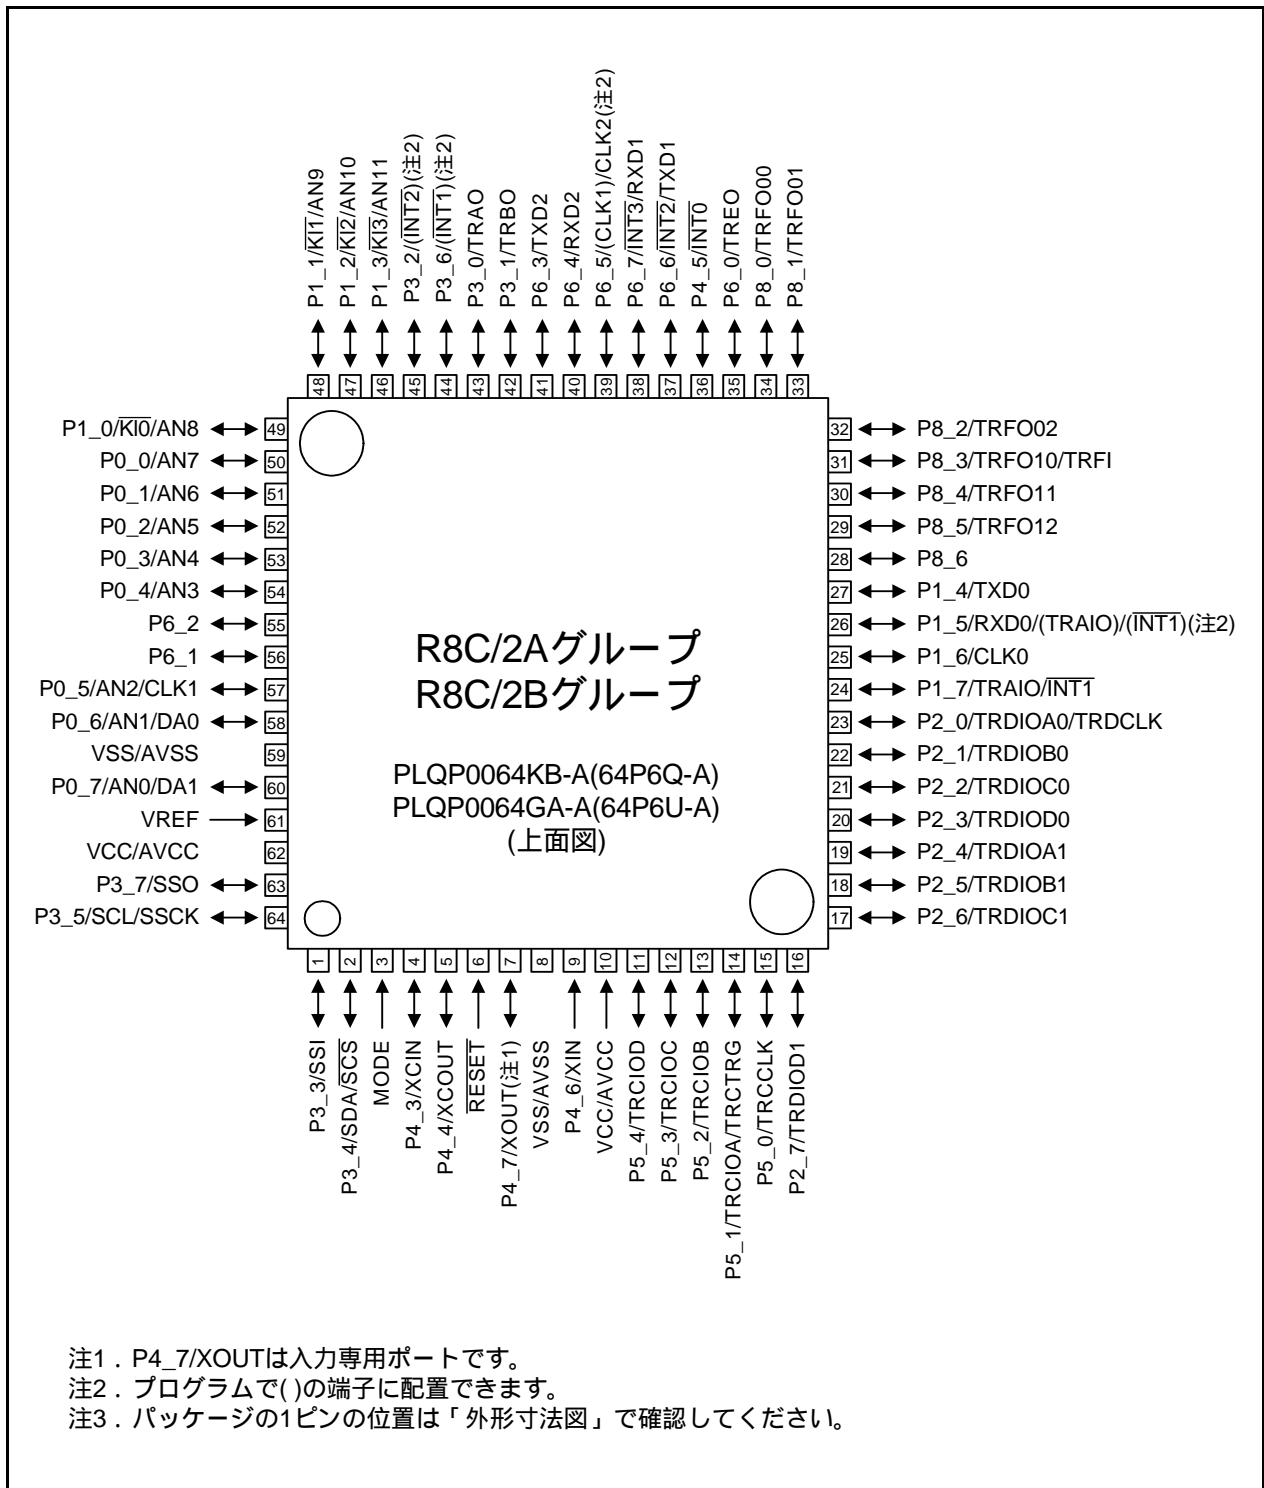 P1_1/KI1/AN9
P1_2/KI2/AN10
P1_3/KI3/AN11
P3_2/(INT2)(注2)
P3_6/(INT1)(注2)
P3_0/TRAO
P3_1/TRBO
P6_3/TXD2
P6_4/RXD2
P6_5/(CLK1)/CLK2(注2)
P6_7/INT3/RXD1
P6_6/INT2/TXD1
P4_5/INT0
P6_0/TREO
P8_0/TRFO00
P8_1/TRFO01
48 47 46 45 44 43 42 41 40 39 38 37 36 35 34 33
P1_0/KI0/AN8 49
P0_0/AN7 50
P0_1/AN6 51
P0_2/AN5 52
P0_3/AN4 53
P0_4/AN3 54
P6_2 55
P6_1 56
P0_5/AN2/CLK1 57
P0_6/AN1/DA0 58
VSS/AVSS 59
P0_7/AN0/DA1 60
VREF 61
VCC/AVCC 62
P3_7/SSO 63
P3_5/SCL/SSCK 64
R8C/2Aグループ
R8C/2Bグループ
PLQP0064KB-A(64P6Q-A)
PLQP0064GA-A(64P6U-A)
(上面図)
32 P8_2/TRFO02
31 P8_3/TRFO10/TRFI
30 P8_4/TRFO11
29 P8_5/TRFO12
28 P8_6
27 P1_4/TXD0
26 P1_5/RXD0/(TRAIO)/(INT1)(注2)
25 P1_6/CLK0
24 P1_7/TRAIO/INT1
23 P2_0/TRDIOA0/TRDCLK
22 P2_1/TRDIOB0
21 P2_2/TRDIOC0
20 P2_3/TRDIOD0
19 P2_4/TRDIOA1
18 P2_5/TRDIOB1
17 P2_6/TRDIOC1
1 2 3 4 5 6 7 8 9 10 11 12 13 14 15 16
P3_3/SSI
P3_4/SDA/SCS
MODE
P4_3/XCIN
P4_4/XCOUT
RESET
P4_7/XOUT(注1)
VSS/AVSS
P4_6/XIN
VCC/AVCC
P5_4/TRCIOD
P5_3/TRCIOC
P5_2/TRCIOB
P5_1/TRCIOA/TRCTRG
P5_0/TRCCLK
P2_7/TRDIOD1
注1．P4_7/XOUTは入力専用ポートです。
注2．プログラムで( )の端子に配置できます。
注3．パッケージの1ピンの位置は「外形寸法図」で確認してください。